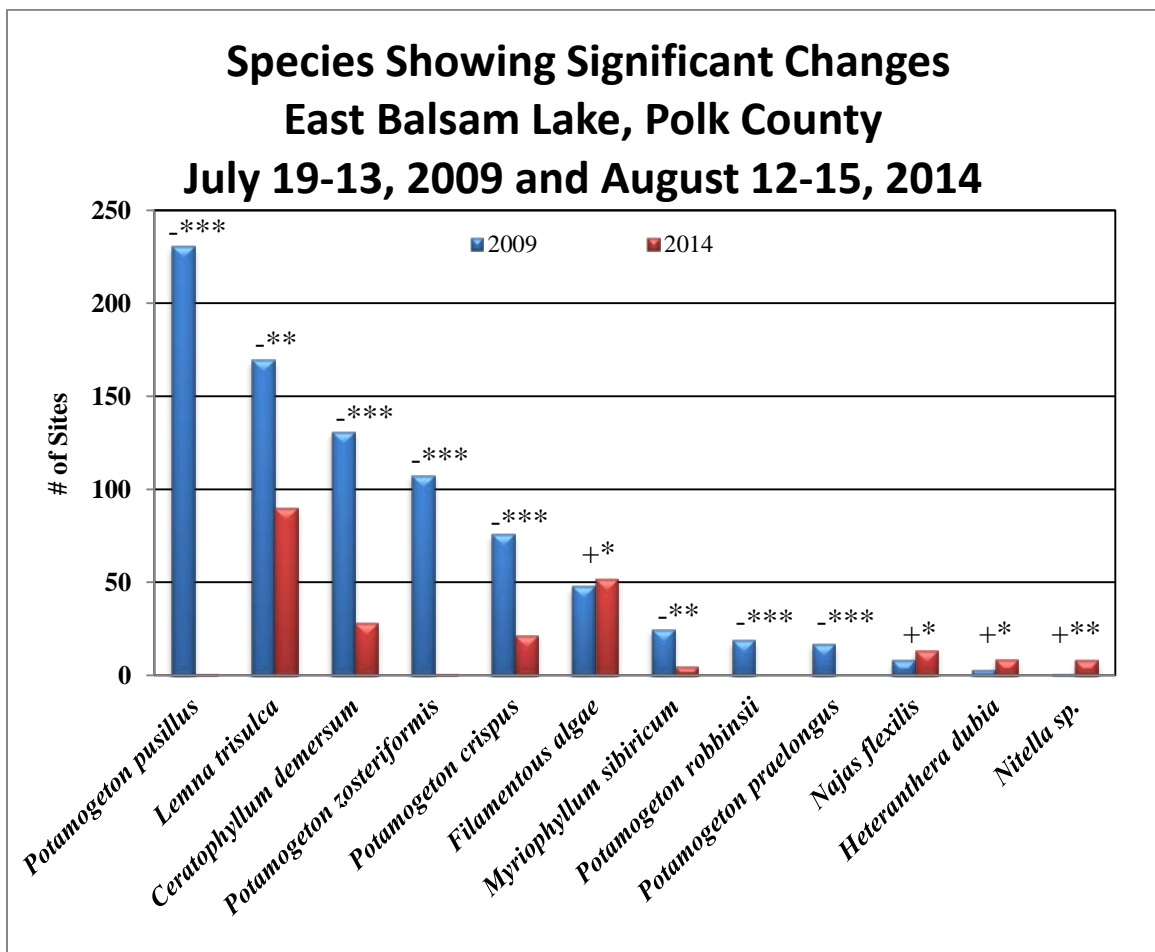 Species Showing Significant Changes
East Balsam Lake, Polk County
July 19-13, 2009 and August 12-15, 2014
# of Sites
250
200
150
100
50
0
2009
2014
-***
-**
-***
-***
-***
+*
-**
-***
-***
+*
+*
+**
Potamogeton pusillus
Lemna trisulca
Ceratophyllum demersum
Potamogeton zosteriformis
Potamogeton crispus
Filamentous algae
Myriophyllum sibiricum
Potamogeton robbinsii
Potamogeton praelongus
Najas flexilis
Heteranthera dubia
Nitella sp.